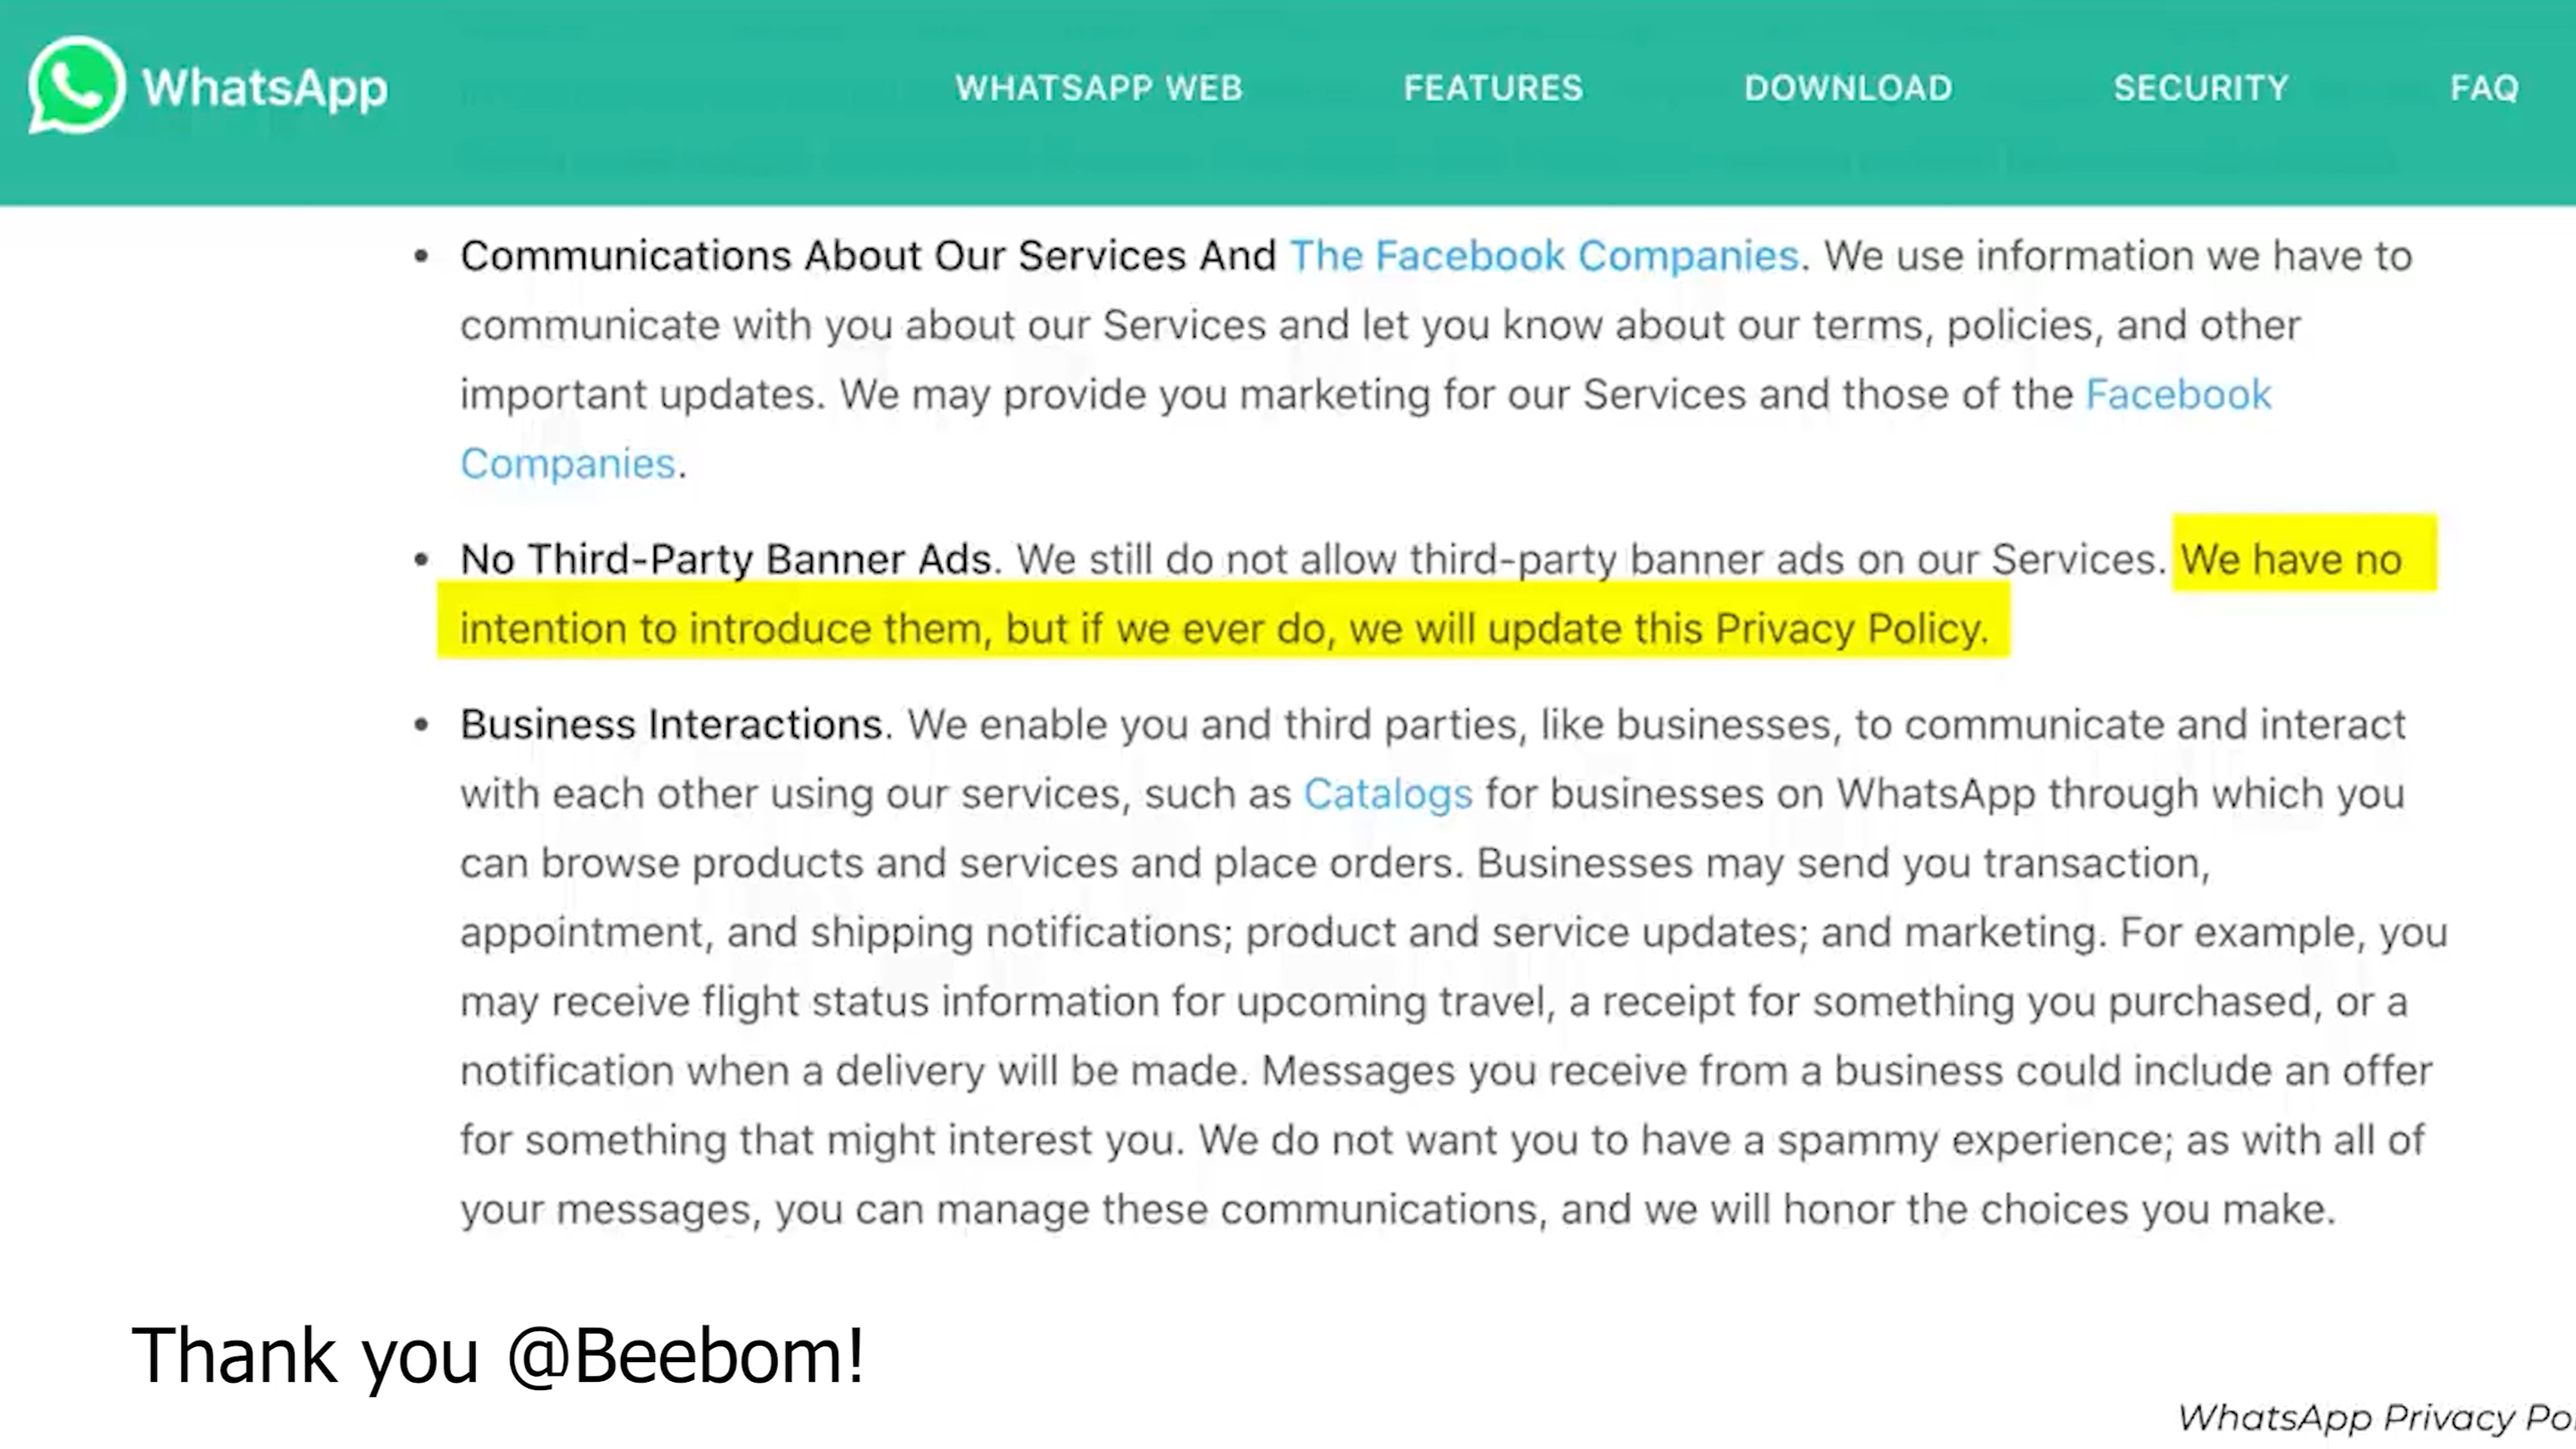 WhatsApp
WHATSAPP WEB FEATURES DOWNLOAD SECURITY FAQ
• Communications About Our Services And The Facebook Companies. We use information we have to
communicate with you about our Services and let you know about our terms, policies, and other
important updates. We may provide you marketing for our Services and those of the Facebook
Companies.
• No Third-Party Banner Ads. We still do not allow third-party banner ads on our Services. We have no
intention to introduce them, but if we ever do, we will update this Privacy Policy.
• Business Interactions. We enable you and third parties, like businesses, to communicate and interact
with each other using our services, such as Catalogs for businesses on WhatsApp through which you
can browse products and services and place orders. Businesses may send you transaction,
appointment, and shipping notifications; product and service updates; and marketing. For example, you
may receive flight status information for upcoming travel, a receipt for something you purchased, or a
notification when a delivery will be made. Messages you receive from a business could include an offer
for something that might interest you. We do not want you to have a spammy experience; as with all of
your messages, you can manage these communications, and we will honor the choices you make.
Thank you @Beebom!
WhatsApp Privacy Po